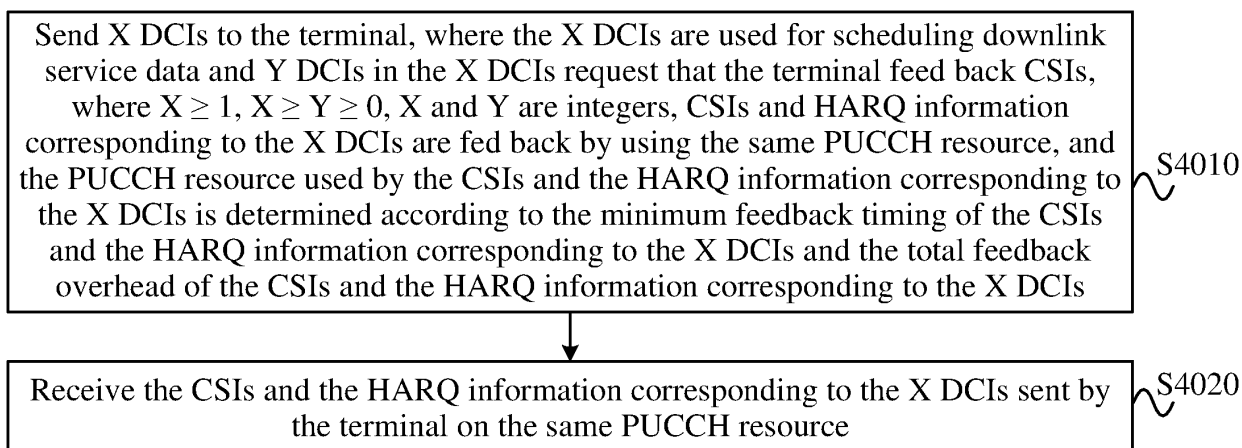 Send X DCIs to the terminal, where the X DCIs are used for scheduling downlink
service data and Y DCIs in the X DCIs request that the terminal feed back CSIs,
where X ≥ 1, X ≥ Y ≥ 0, X and Y are integers, CSIs and HARQ information
corresponding to the X DCIs are fed back by using the same PUCCH resource, and
the PUCCH resource used by the CSIs and the HARQ information corresponding to
the X DCIs is determined according to the minimum feedback timing of the CSIs
and the HARQ information corresponding to the X DCIs and the total feedback
overhead of the CSIs and the HARQ information corresponding to the X DCIs
S4010
Receive the CSIs and the HARQ information corresponding to the X DCIs sent by
the terminal on the same PUCCH resource
S4020